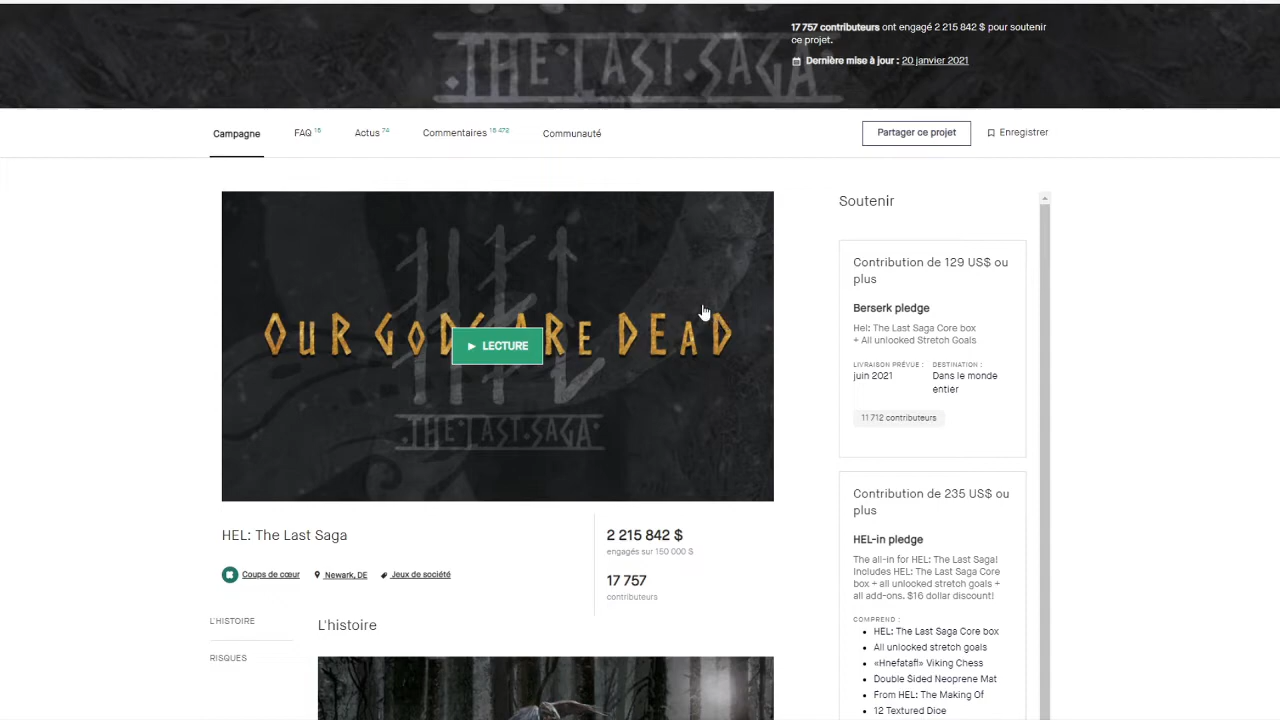 ·THE·LAST·SAGA·
17 757 contributeurs ont engagé 2 215 842 $ pour soutenir
ce projet.
Dernière mise à jour : 20 janvier 2021
Campagne
FAQ 15
Actus 74
Commentaires 15 472
Communauté
Partager ce projet
Enregistrer
HEL
OUR GODS ARE DEAD
LECTURE
·THE·LAST·SAGA·
HEL: The Last Saga
Coups de cœur
Newark, DE
Jeux de société
2 215 842 $
engagés sur 150 000 $
17 757
contributeurs
L'HISTOIRE
RISQUES
L'histoire
Soutenir
Contribution de 129 US$ ou
plus
Berserk pledge
Hel: The Last Saga Core box
+ All unlocked Stretch Goals
LIVRAISON PRÉVUE :
juin 2021
DESTINATION :
Dans le monde
entier
11 712 contributeurs
Contribution de 235 US$ ou
plus
HEL-in pledge
The all-in for HEL: The Last Saga!
Includes HEL: The Last Saga Core
box + all unlocked stretch goals +
all add-ons. $16 dollar discount!
COMPREND :
HEL: The Last Saga Core box
All unlocked stretch goals
«Hnefatafl» Viking Chess
Double Sided Neoprene Mat
From HEL: The Making Of
12 Textured Dice